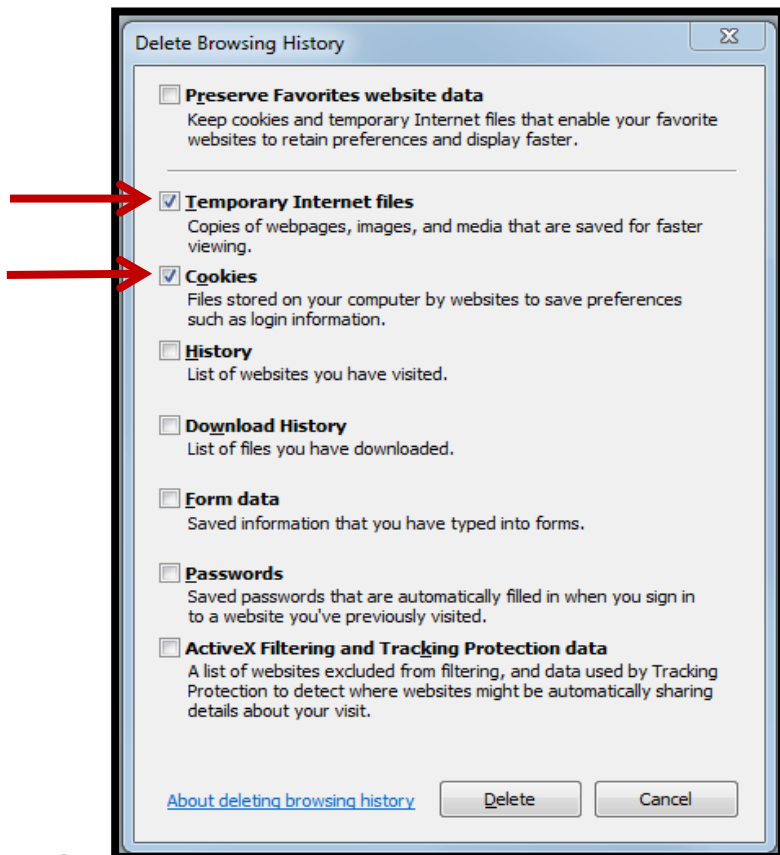 Delete Browsing History
Preserve Favorites website data
Keep cookies and temporary Internet files that enable your favorite
websites to retain preferences and display faster.
Temporary Internet files
Copies of webpages, images, and media that are saved for faster
viewing.
Cookies
Files stored on your computer by websites to save preferences
such as login information.
History
List of websites you have visited.
Download History
List of files you have downloaded.
Form data
Saved information that you have typed into forms.
Passwords
Saved passwords that are automatically filled in when you sign in
to a website you've previously visited.
ActiveX Filtering and Tracking Protection data
A list of websites excluded from filtering, and data used by Tracking
Protection to detect where websites might be automatically sharing
details about your visit.
About deleting browsing history Delete Cancel